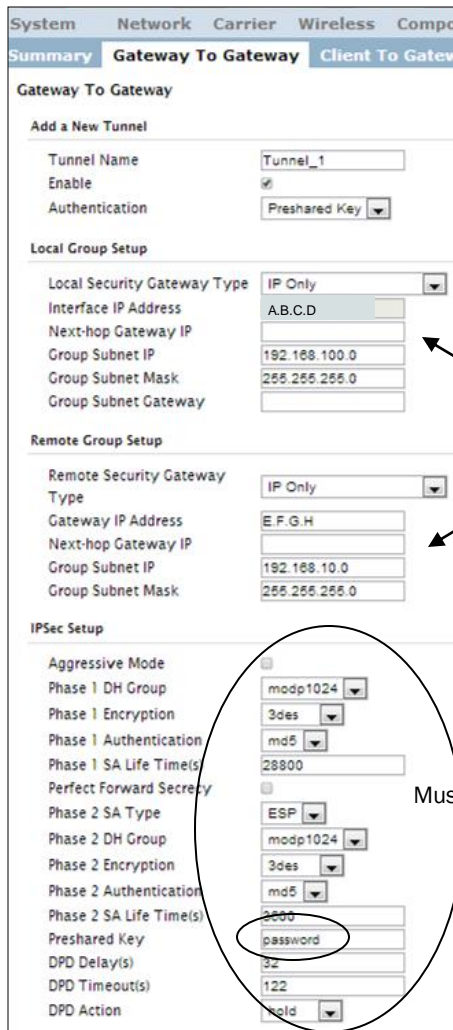 System Network Carrier Wireless Compo
Summary Gateway To Gateway Client To Gatew
Gateway To Gateway
Add a New Tunnel
Tunnel Name Tunnel_1
Enable
Authentication Preshared Key
Local Group Setup
Local Security Gateway Type IP Only
Interface IP Address A.B.C.D
Next-hop Gateway IP
Group Subnet IP 192.168.100.0
Group Subnet Mask 255.255.255.0
Group Subnet Gateway
Remote Group Setup
Remote Security Gateway
Type IP Only
Gateway IP Address E.F.G.H
Next-hop Gateway IP
Group Subnet IP 192.168.10.0
Group Subnet Mask 255.255.255.0
IPSec Setup
Aggressive Mode
Phase 1 DH Group modp1024
Phase 1 Encryption 3des
Phase 1 Authentication md5
Phase 1 SA Life Time(s) 28800
Perfect Forward Secrecy
Mus
Phase 2 SA Type ESP
Phase 2 DH Group modp1024
Phase 2 Encryption 3des
Phase 2 Authentication md5
Phase 2 SA Life Time(s) 3600
Preshared Key password
DPD Delay(s) 32
DPD Timeout(s) 122
DPD Action hold